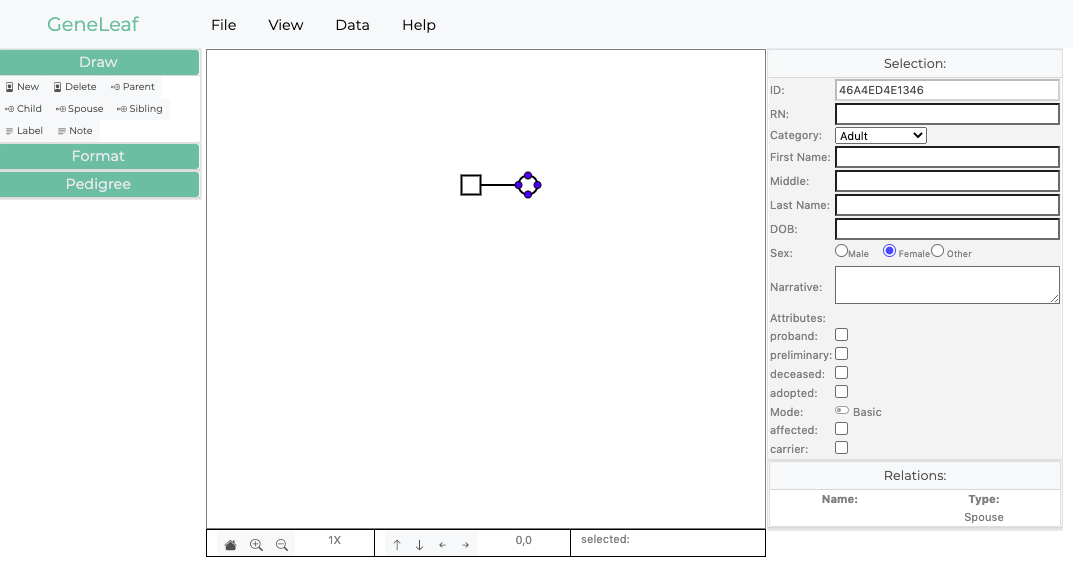 GeneLeaf File View Data Help
Draw
New Delete Parent
Child Spouse Sibling
Label Note
Format
Pedigree
1X 0,0 selected:
Selection:
ID: 46A4ED4E1346
RN:
Category: Adult
First Name:
Middle:
Last Name:
DOB:
Sex: Male Female Other
Narrative:
Attributes:
proband:
preliminary:
deceased:
adopted:
Mode: Basic
affected:
carrier:
Relations:
Name: Type:
Spouse